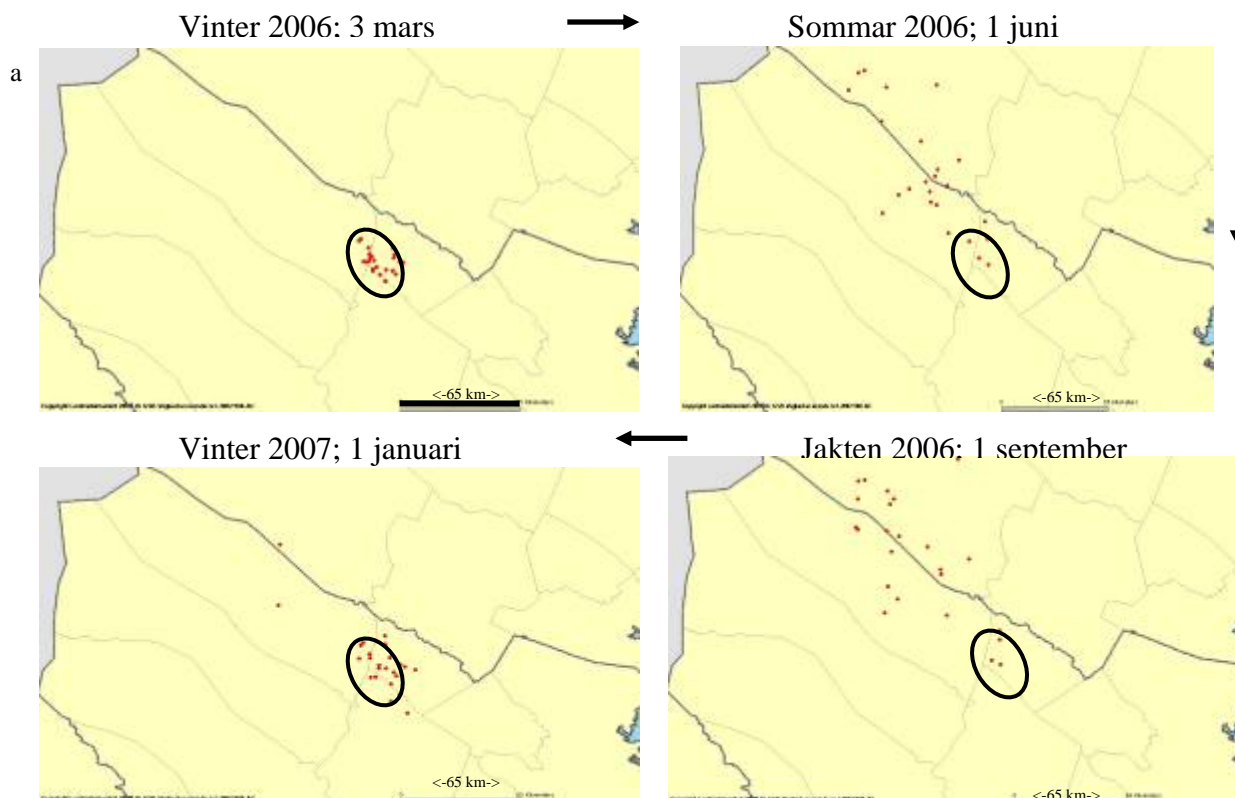 Vinter 2006; 3 mars
Sommar 2006; 1 juni
a
<-65 km->
<-65 km->
Vinter 2007; 1 januari
Jakten 2006; 1 september
<-65 km->
<-65 km->